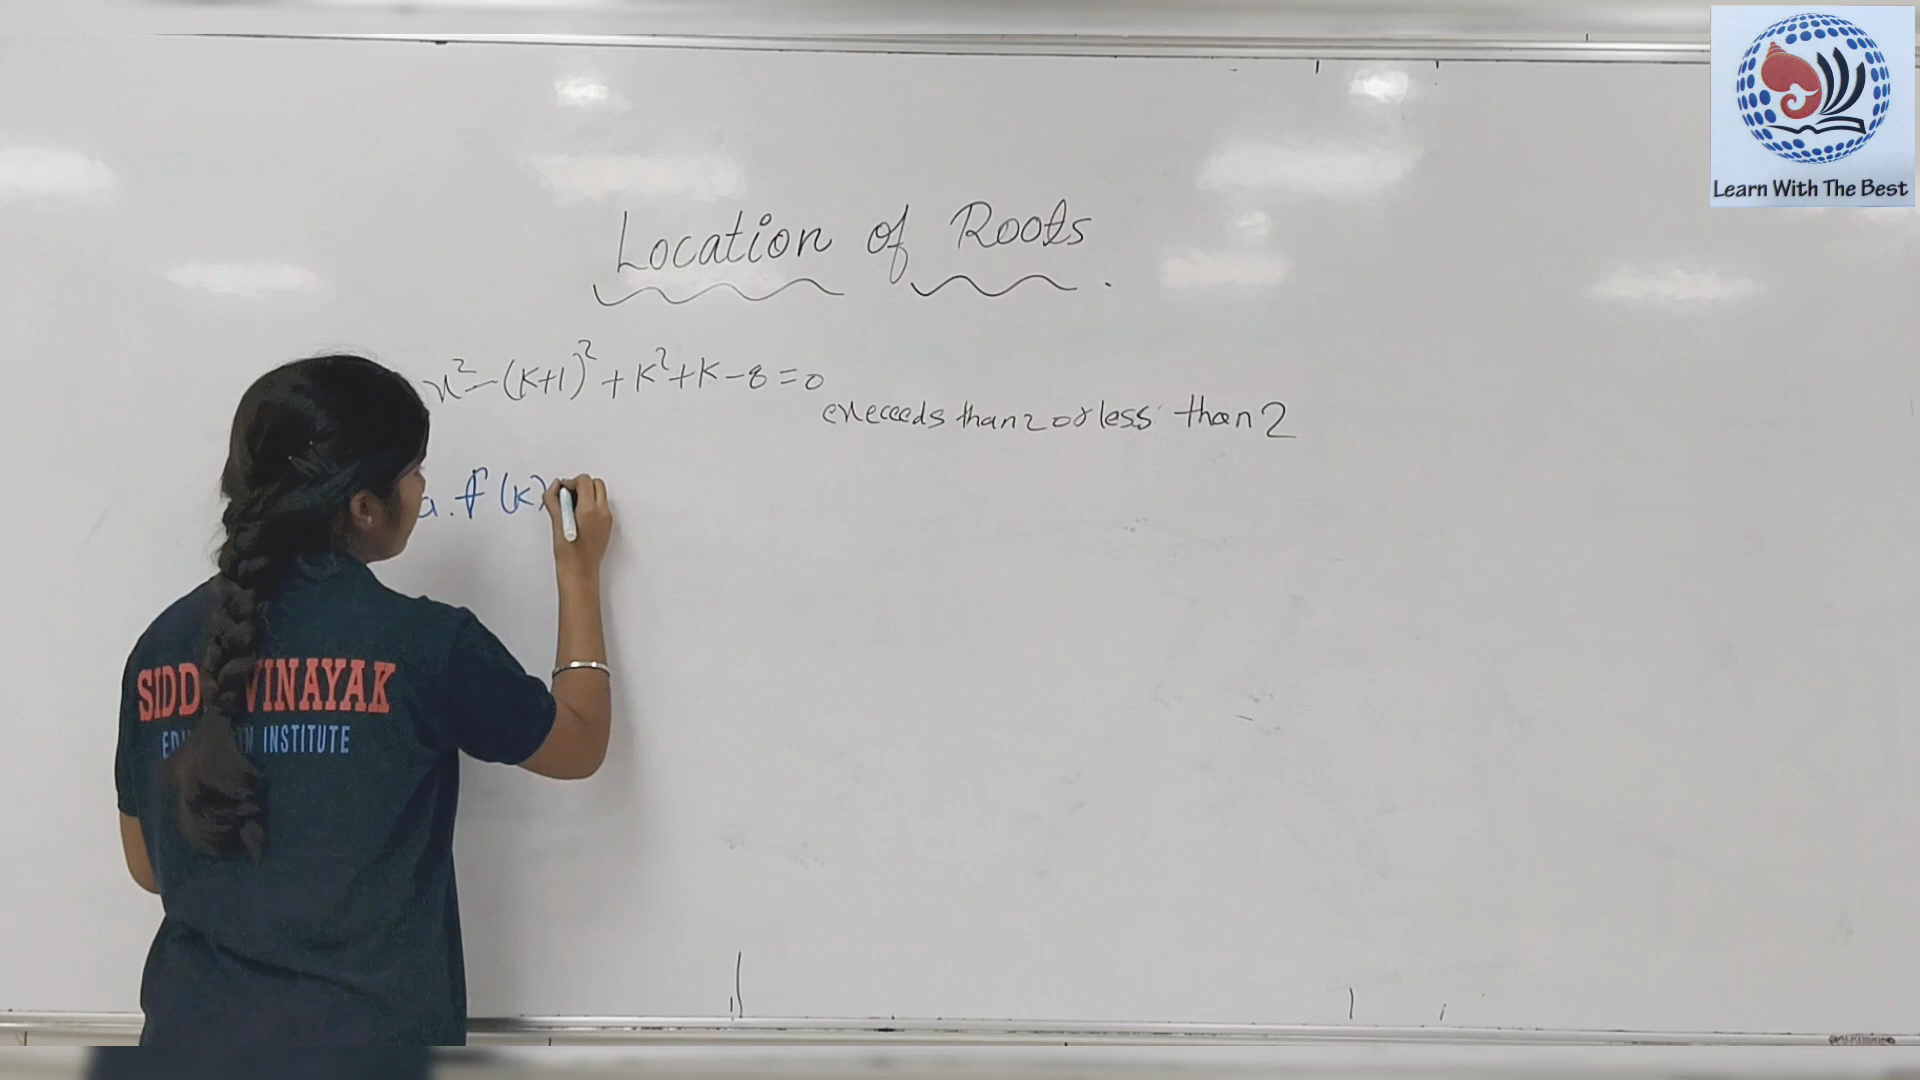 Learn With The Best
Location of Roots
x²-(K+1)²+K²+K-8=0
exceeds than 2 or less than 2
a.f(K)
VINAYAK
INSTITUTE